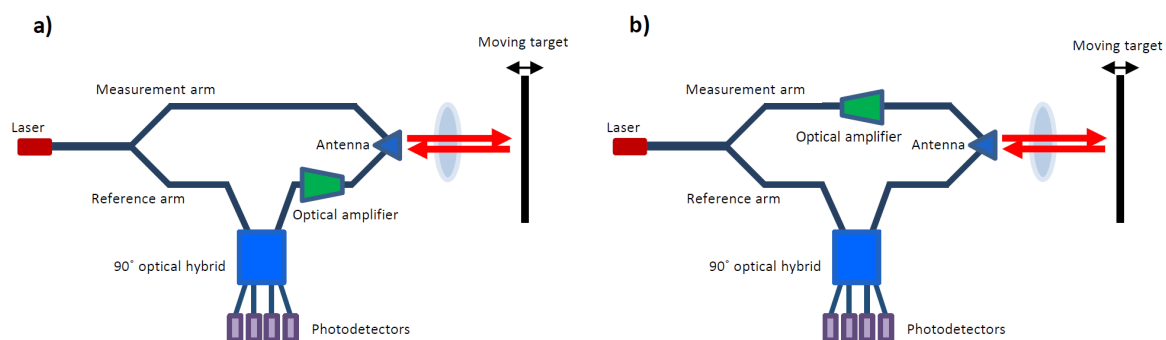 a)
Moving target
Measurement arm
Laser
Antenna
Reference arm
Optical amplifier
90˚ optical hybrid
Photodetectors
b)
Moving target
Measurement arm
Optical amplifier
Laser
Antenna
Reference arm
90˚ optical hybrid
Photodetectors